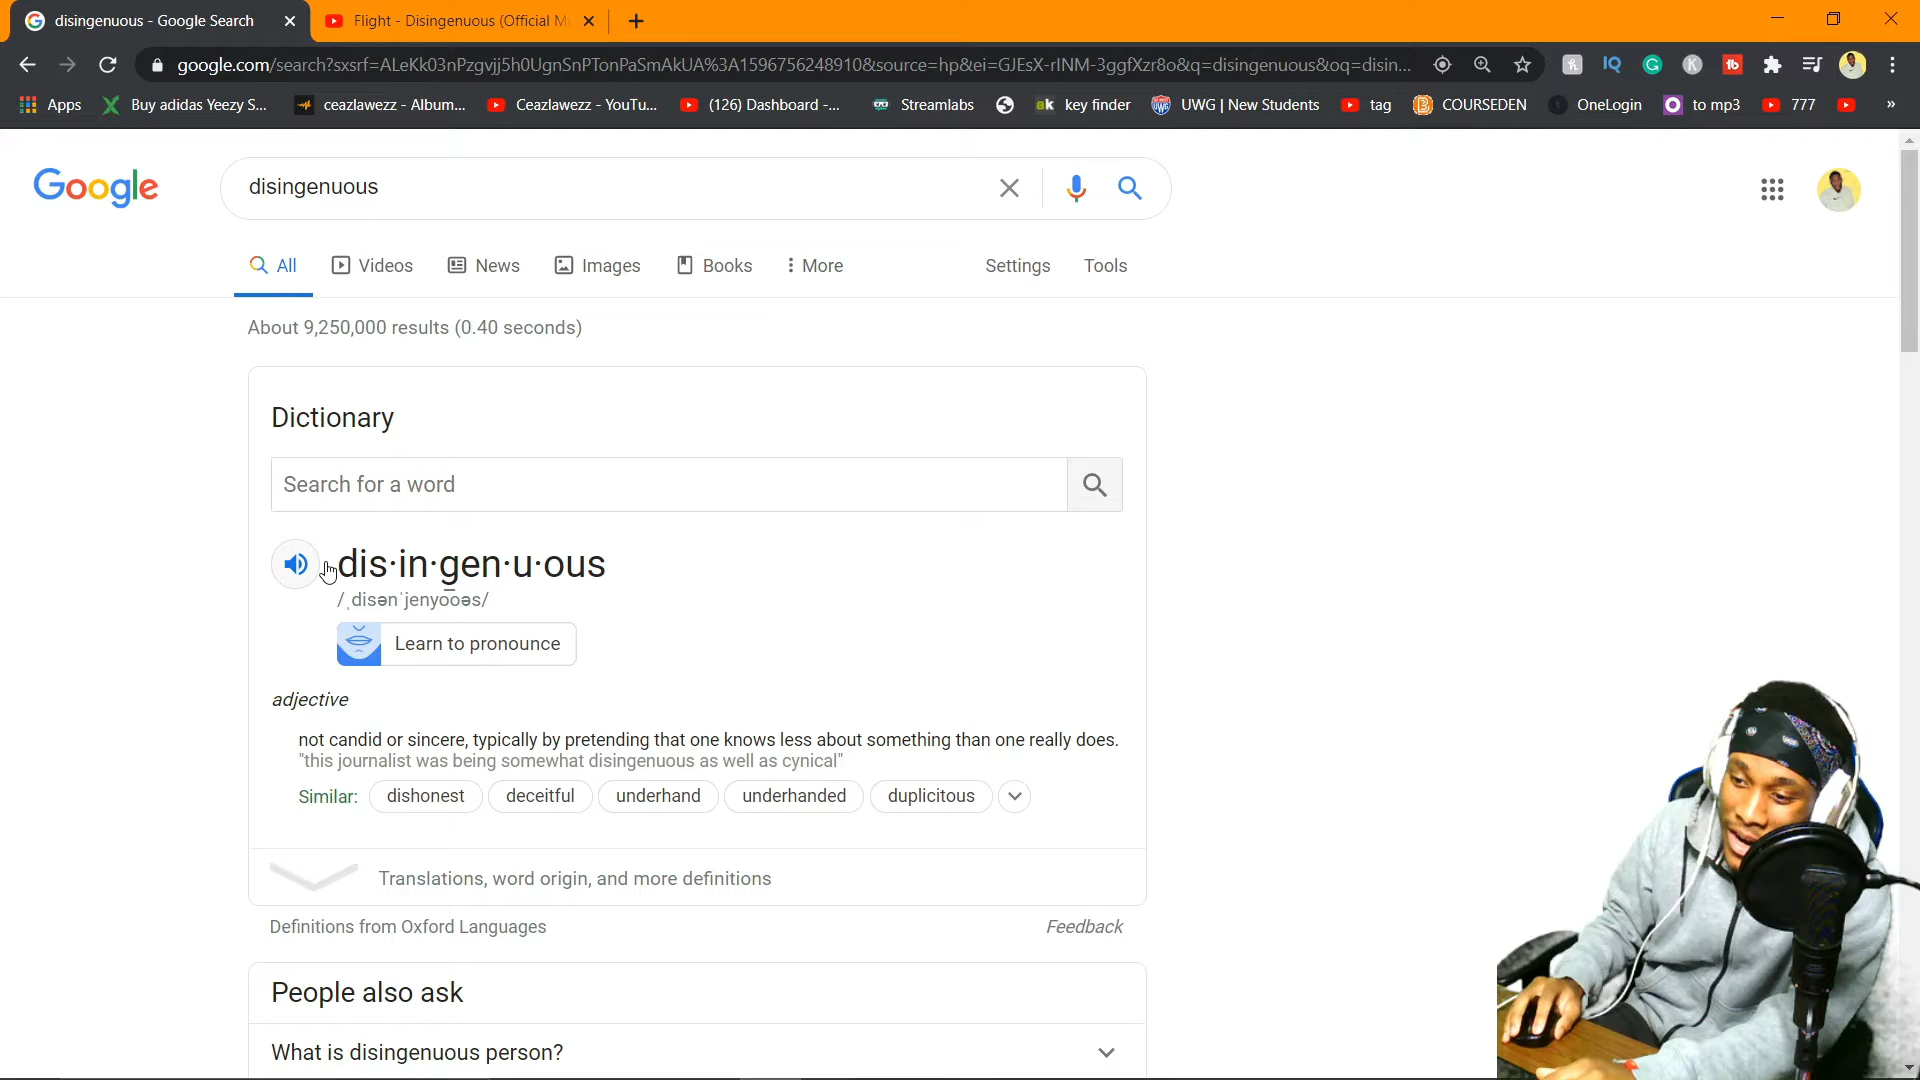 disingenuous - Google Search
Flight - Disingenuous (Official M
google.com/search?sxsrf=ALeKk03nPzgvjj5h0UgnSnPTonPaSmAkUA%3A1596756248910&source=hp&ei=GJEsX-rINM-3ggfXzr8o&q=disingenuous&oq=disin...
Apps
Buy adidas Yeezy S...
ceazlawezz - Album...
Ceazlawezz - YouTu...
(126) Dashboard -...
Streamlabs
key finder
UWG | New Students
tag
COURSEDEN
OneLogin
to mp3
777
»
Google
disingenuous
All
Videos
News
Images
Books
More
Settings
Tools
About 9,250,000 results (0.40 seconds)
Dictionary
Search for a word
dis·in·gen·u·ous
/ˌdisənˈjenyo͞oəs/
Learn to pronounce
adjective
not candid or sincere, typically by pretending that one knows less about something than one really does.
"this journalist was being somewhat disingenuous as well as cynical"
Similar: dishonest deceitful underhand underhanded duplicitous
Translations, word origin, and more definitions
Definitions from Oxford Languages
Feedback
People also ask
What is disingenuous person?